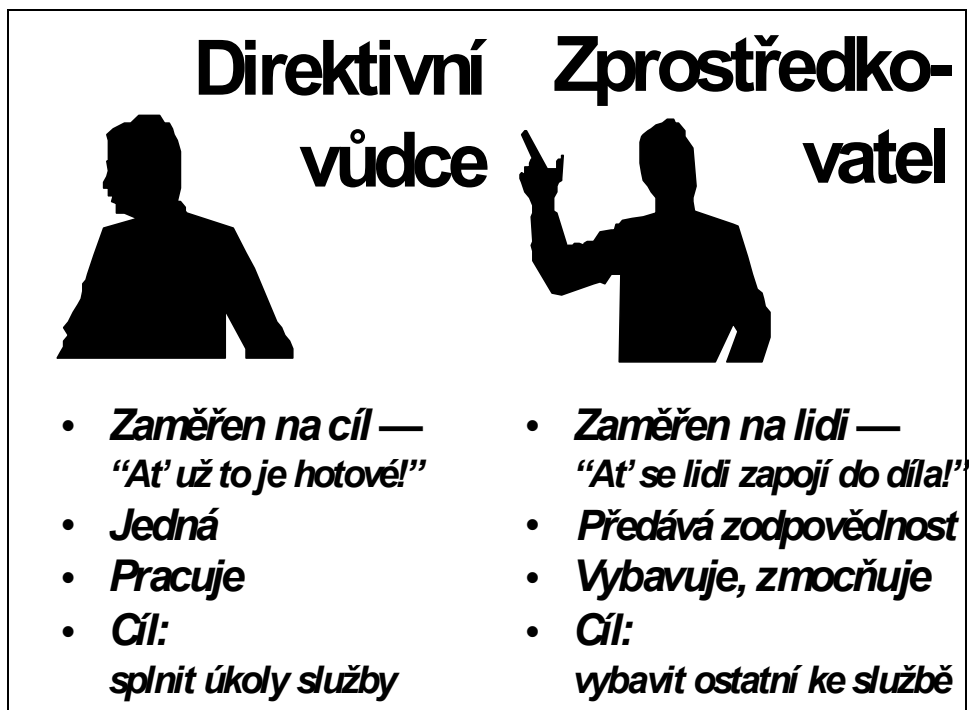 Direktivní
vůdce
• Zaměřen na cíl —
“Ať už to je hotové!”
• Jedná
• Pracuje
• Cíl:
splnit úkoly služby
Zprostředko-
vatel
• Zaměřen na lidi —
“Ať se lidi zapojí do díla!”
• Předává zodpovědnost
• Vybavuje, zmocňuje
• Cíl:
vybavit ostatní ke službě